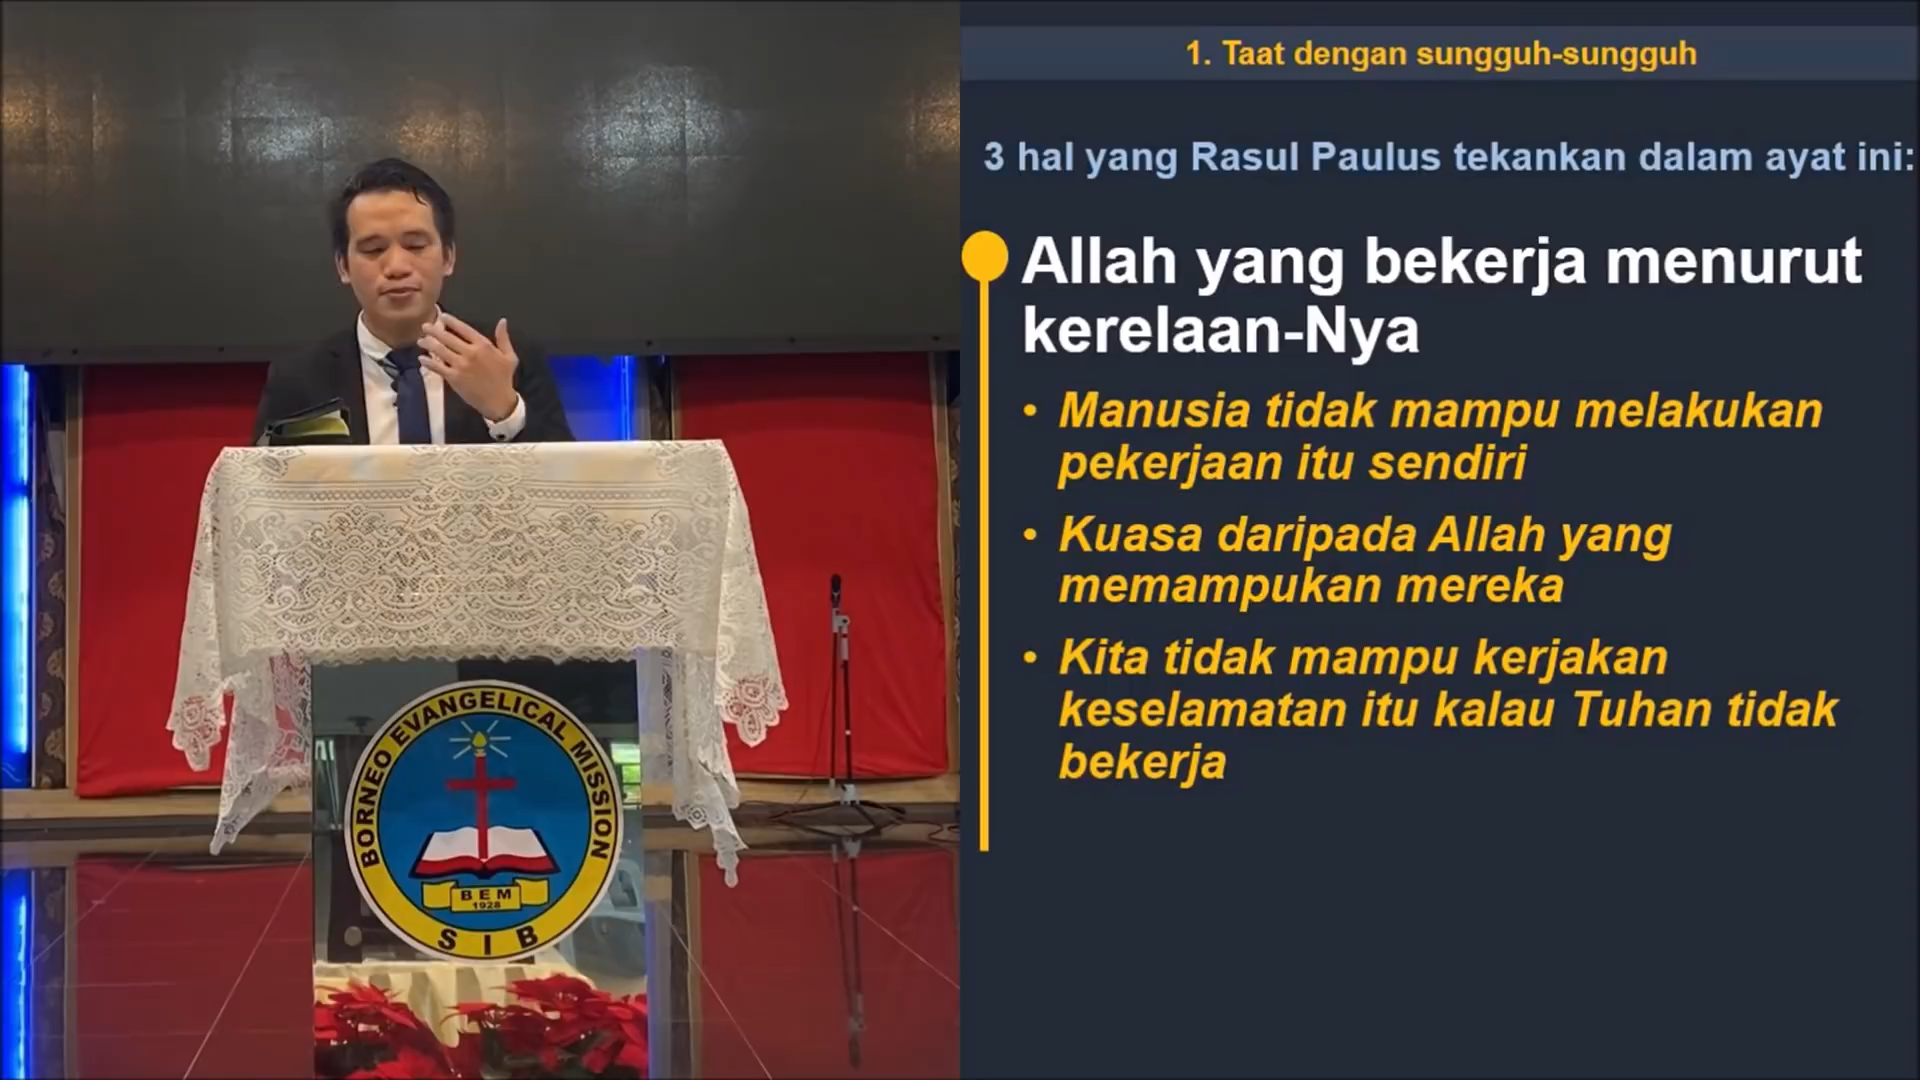 1. Taat dengan sungguh-sungguh
3 hal yang Rasul Paulus tekankan dalam ayat ini:
Allah yang bekerja menurut
kerelaan-Nya
• Manusia tidak mampu melakukan
pekerjaan itu sendiri
• Kuasa daripada Allah yang
memampukan mereka
• Kita tidak mampu kerjakan
keselamatan itu kalau Tuhan tidak
bekerja
BORNEO EVANGELICAL MISSION
BEM
1928
SIB